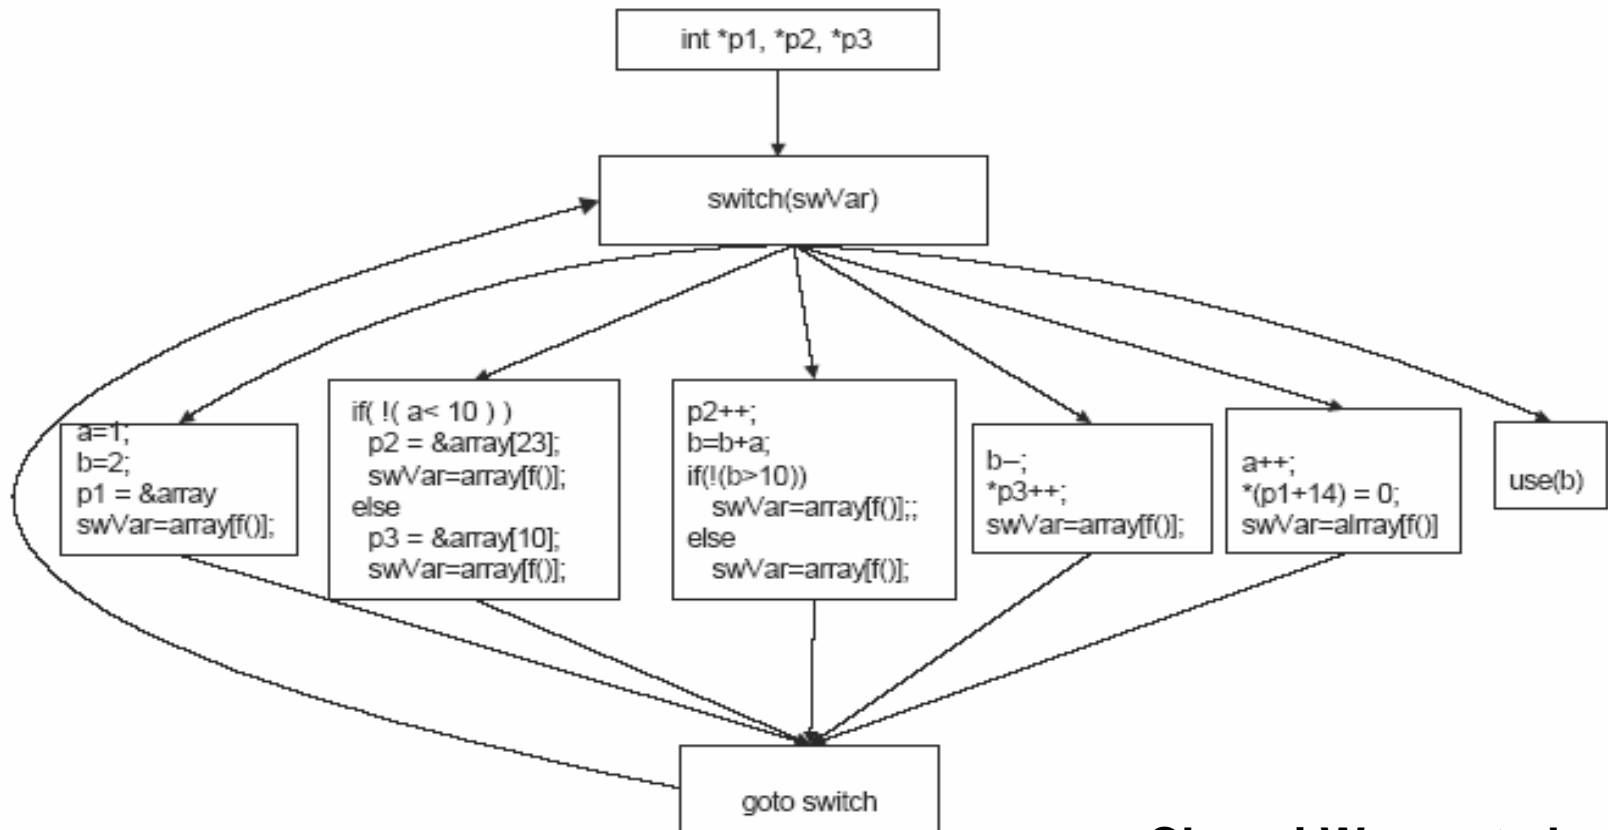 int *p1, *p2, *p3
switch(swVar)
a=1;
b=2;
p1 = &array
swVar=array[f()];
if( !( a< 10 ) )
p2 = &array[23];
swVar=array[f()];
else
p3 = &array[10];
swVar=array[f()];
p2++;
b=b+a;
if(!(b>10))
swVar=array[f()];;
else
swVar=array[f()];
b–;
*p3++;
swVar=array[f()];
a++;
*(p1+14) = 0;
swVar=alrray[f()]
use(b)
goto switch